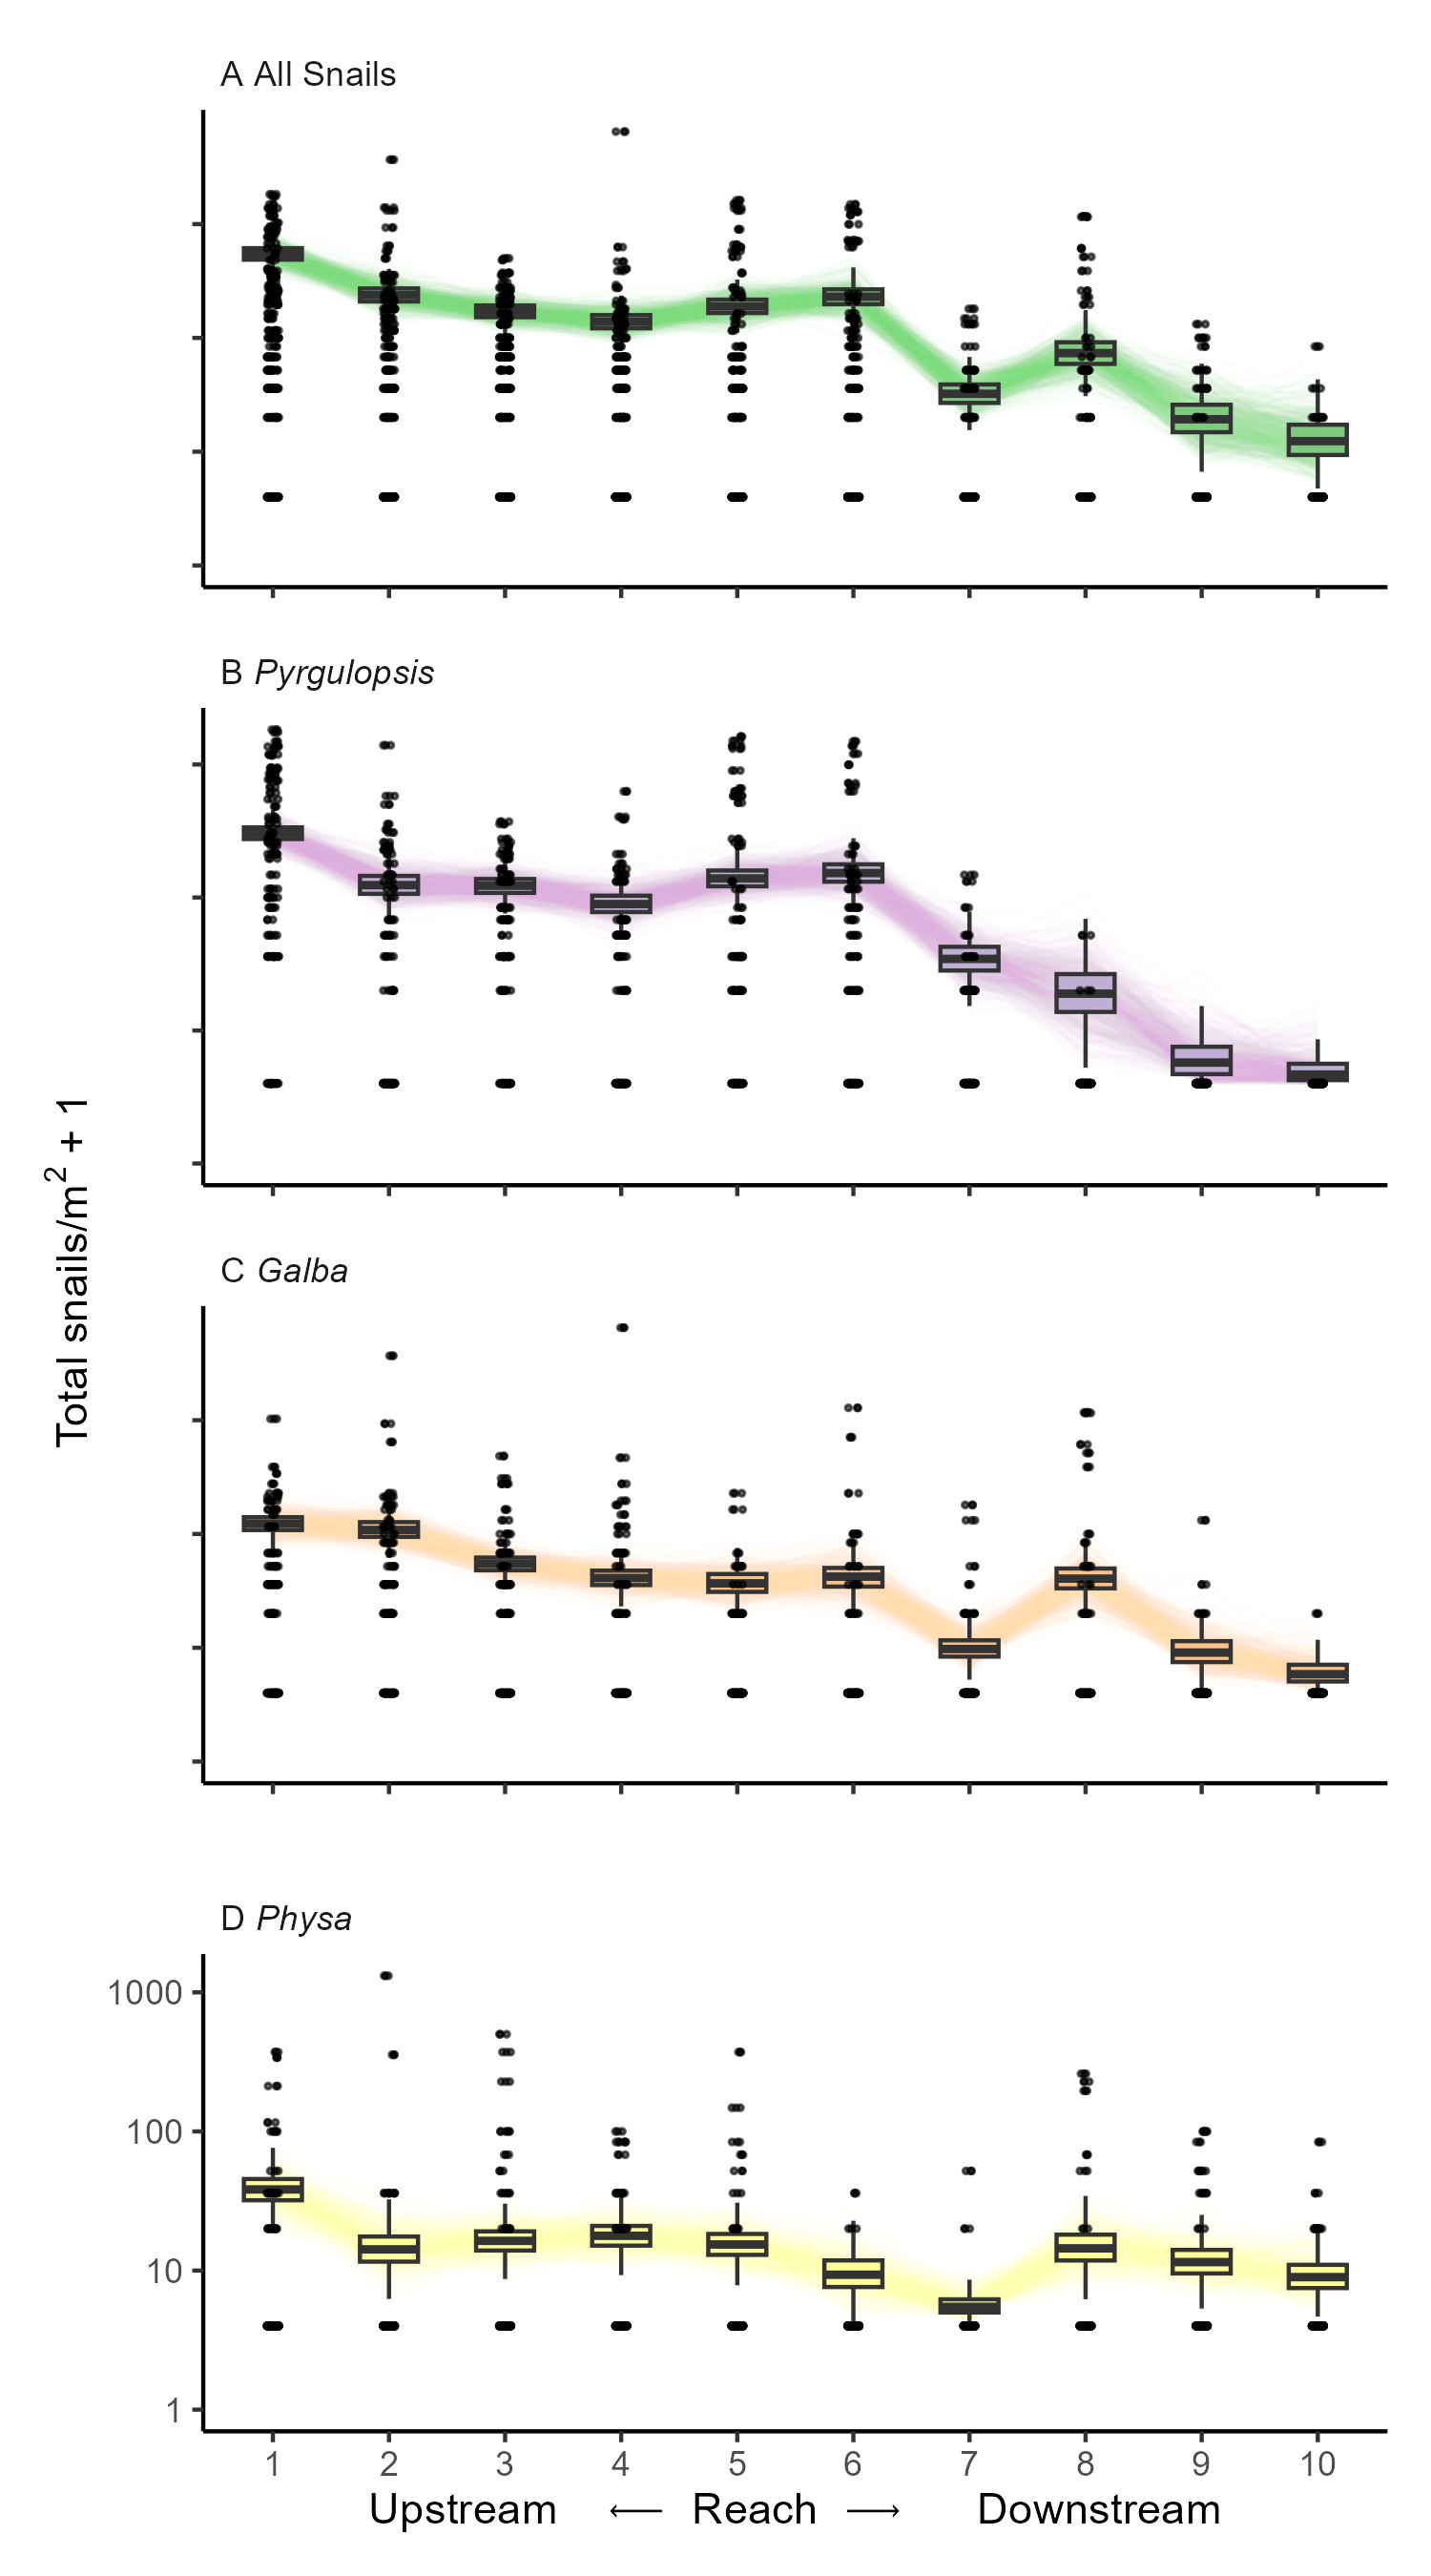 A All Snails
B Pyrgulopsis
Total snails/m² + 1
C Galba
D Physa
1000
100
10
1
1 2 3 4 5 6 7 8 9 10
Upstream ← Reach → Downstream